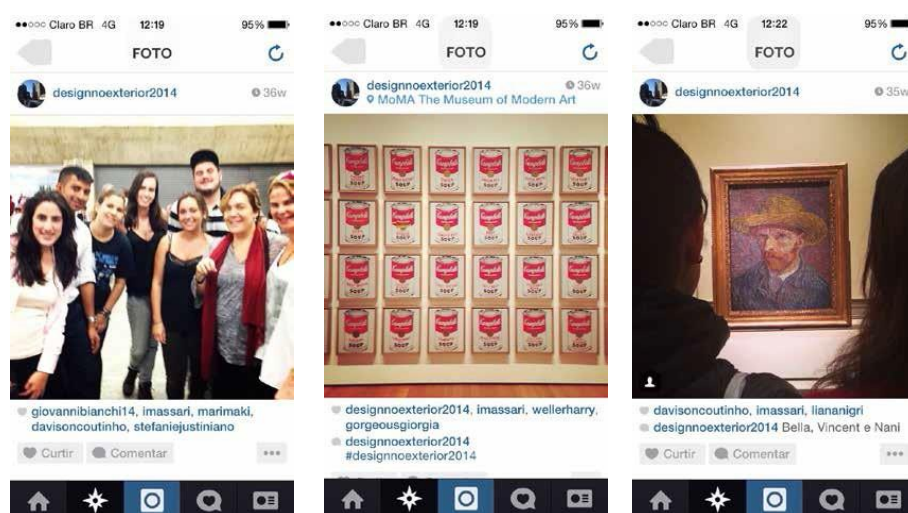 Claro BR 4G 12:19 95%
FOTO
designnoexterior2014 36w
giovannibianchi14, imassari, marimaki,
davisoncoutinho, stefaniejustiniano
Curtir Comentar
Claro BR 4G 12:19 95%
FOTO
designnoexterior2014 36w
MoMA The Museum of Modern Art
Campbell's
SOUP
designnoexterior2014, imassari, wellerharry,
gorgeousgiorgia
designnoexterior2014
#designnoexterior2014
Claro BR 4G 12:22 95%
FOTO
designnoexterior2014 35w
davisoncoutinho, imassari, liananigri
designnoexterior2014 Bella, Vincent e Nani
Curtir Comentar